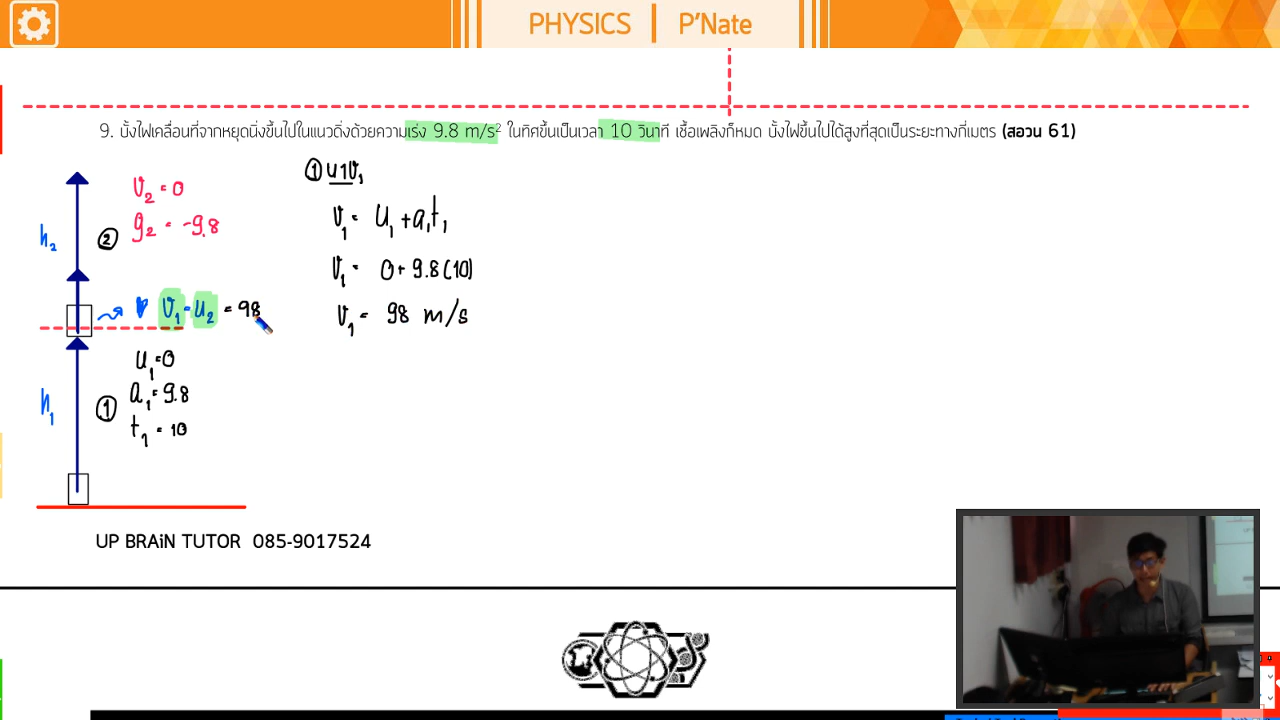 PHYSICS | P'Nate
9. บั้งไฟเคลื่อนที่จากหยุดนิ่งขึ้นไปในแนวดิ่งด้วยความเร่ง 9.8 m/s² ในทิศขึ้นเป็นเวลา 10 วินาที เชื้อเพลิงก็หมด บั้งไฟขึ้นไปได้สูงที่สุดเป็นระยะทางกี่เมตร (สอวน 61)
v₂ = 0
g₂ = -9.8
h₂
②
v₁ = u₂ = 98
u₁ = 0
a₁ = 9.8
t₁ = 10
h₁
①
① หา v₁
v₁ = u₁ + a₁t₁
v₁ = 0 + 9.8(10)
v₁ = 98 m/s
UP BRAiN TUTOR 085-9017524